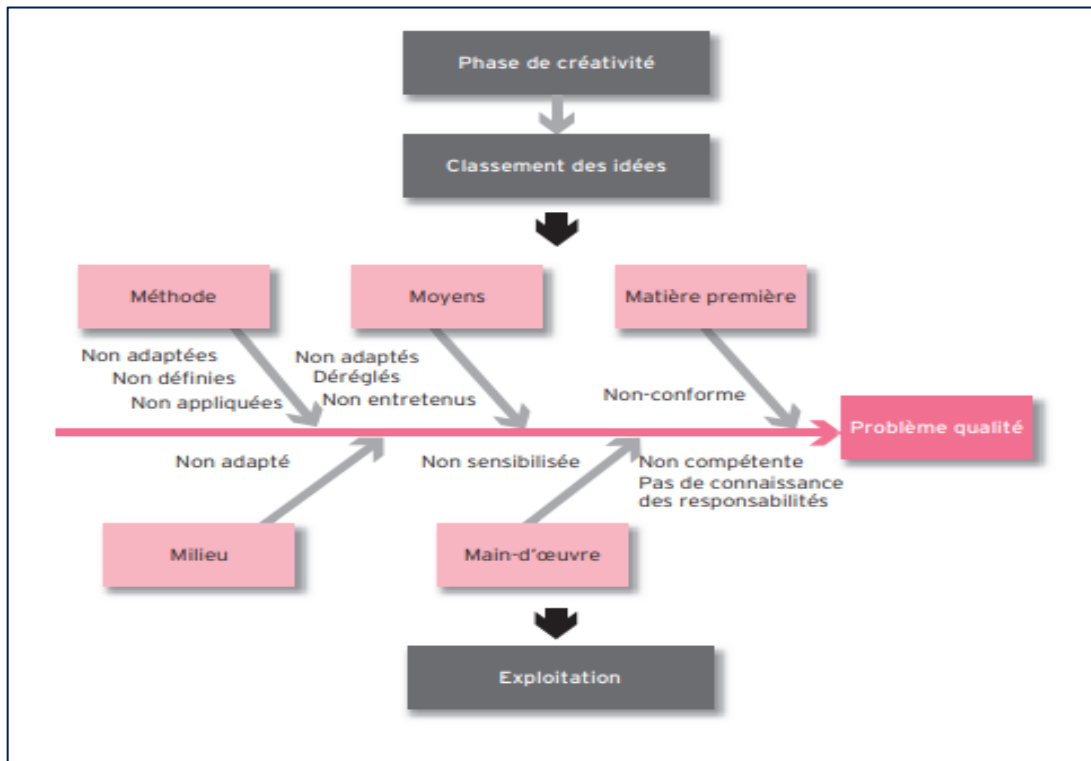 Phase de créativité
Classement des idées
Méthode
Moyens
Matière première
Non adaptées
Non définies
Non appliquées
Non adaptés
Déréglés
Non entretenus
Non-conforme
Problème qualité
Non adapté
Non sensibilisée
Non compétente
Pas de connaissance
des responsabilités
Milieu
Main-d'œuvre
Exploitation